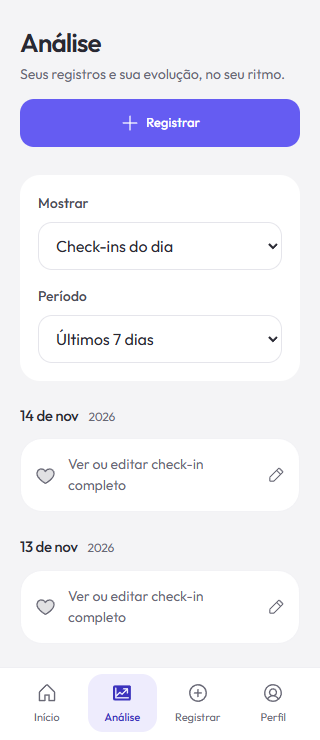 Análise
Seus registros e sua evolução, no seu ritmo.
Registrar
Mostrar
Check-ins do dia
Período
Últimos 7 dias
14 de nov 2026
Ver ou editar check-in
completo
13 de nov 2026
Ver ou editar check-in
completo
Início Análise Registrar Perfil